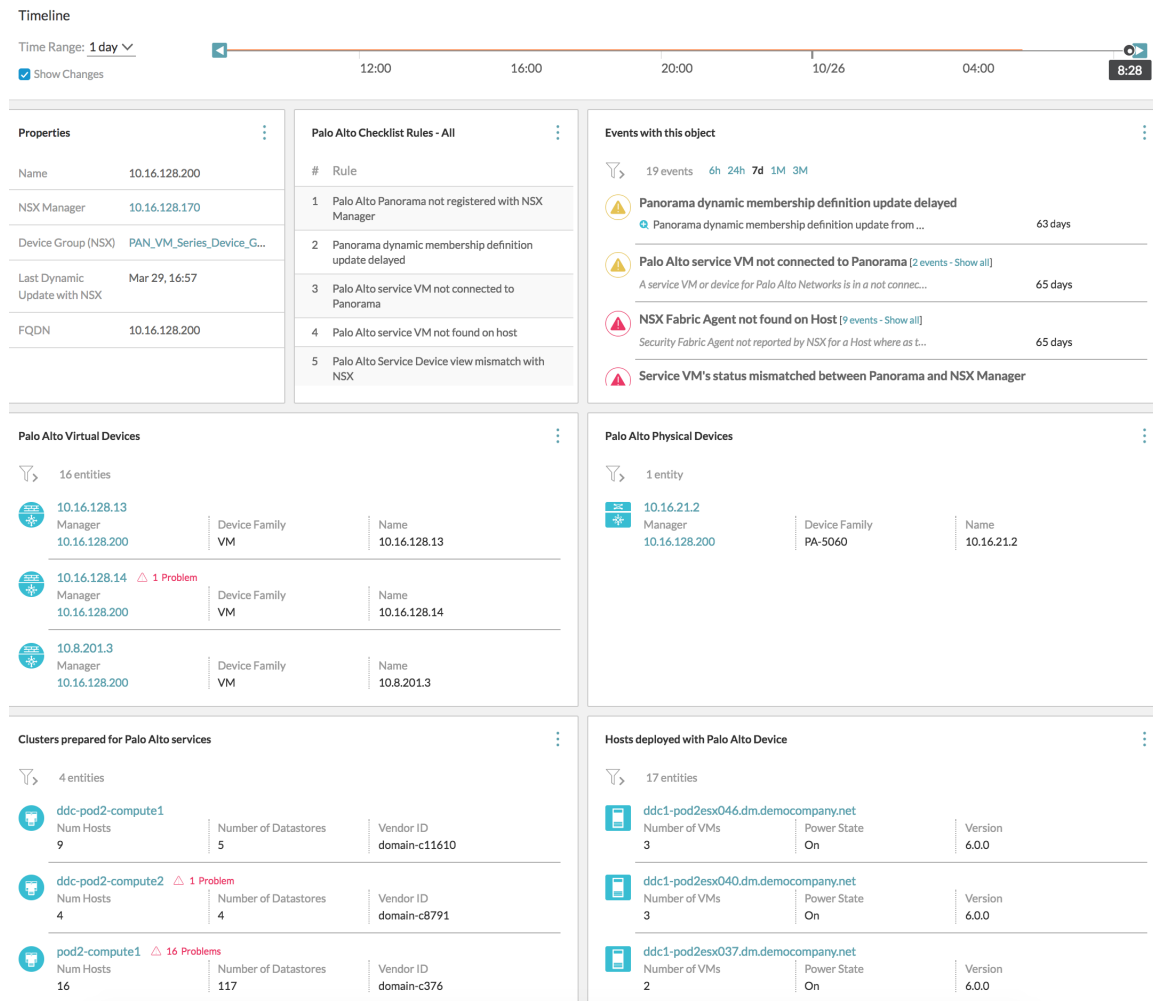 Timeline
Time Range: 1 day
Show Changes
12:00 16:00 20:00 10/26 04:00 8:28
Properties
Name 10.16.128.200
NSX Manager 10.16.128.170
Device Group (NSX) PAN_VM_Series_Device_G...
Last Dynamic Mar 29, 16:57
Update with NSX
FQDN 10.16.128.200
Palo Alto Checklist Rules - All
# Rule
1 Palo Alto Panorama not registered with NSX
Manager
2 Panorama dynamic membership definition
update delayed
3 Palo Alto service VM not connected to
Panorama
4 Palo Alto service VM not found on host
5 Palo Alto Service Device view mismatch with
NSX
Events with this object
19 events 6h 24h 7d 1M 3M
Panorama dynamic membership definition update delayed
Panorama dynamic membership definition update from ... 63 days
Palo Alto service VM not connected to Panorama [2 events - Show all]
A service VM or device for Palo Alto Networks is in a not connec... 65 days
NSX Fabric Agent not found on Host [9 events - Show all]
Security Fabric Agent not reported by NSX for a Host where as t... 65 days
Service VM's status mismatched between Panorama and NSX Manager
Palo Alto Virtual Devices
16 entities
10.16.128.13
Manager Device Family Name
10.16.128.200 VM 10.16.128.13
10.16.128.14 1 Problem
Manager Device Family Name
10.16.128.200 VM 10.16.128.14
10.8.201.3
Manager Device Family Name
10.16.128.200 VM 10.8.201.3
Palo Alto Physical Devices
1 entity
10.16.21.2
Manager Device Family Name
10.16.128.200 PA-5060 10.16.21.2
Clusters prepared for Palo Alto services
4 entities
ddc-pod2-compute1
Num Hosts Number of Datastores Vendor ID
9 5 domain-c11610
ddc-pod2-compute2 1 Problem
Num Hosts Number of Datastores Vendor ID
4 4 domain-c8791
pod2-compute1 16 Problems
Num Hosts Number of Datastores Vendor ID
16 117 domain-c376
Hosts deployed with Palo Alto Device
17 entities
ddc1-pod2esx046.dm.democompany.net
Number of VMs Power State Version
3 On 6.0.0
ddc1-pod2esx040.dm.democompany.net
Number of VMs Power State Version
3 On 6.0.0
ddc1-pod2esx037.dm.democompany.net
Number of VMs Power State Version
2 On 6.0.0